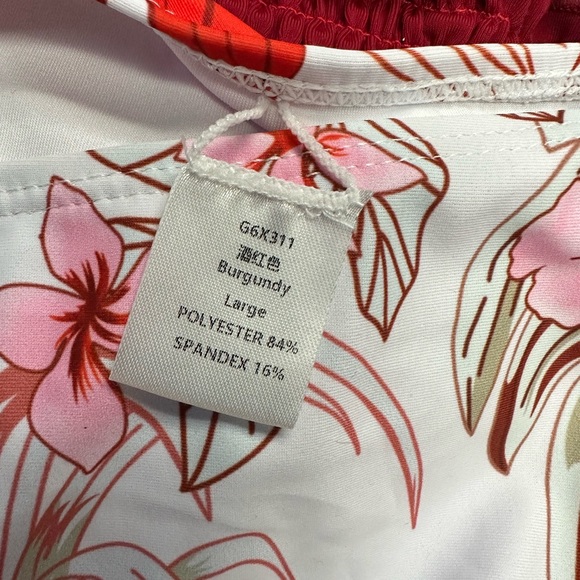 G6X311
酒红色
Burgundy
Large
POLYESTER 84%
SPANDEX 16%